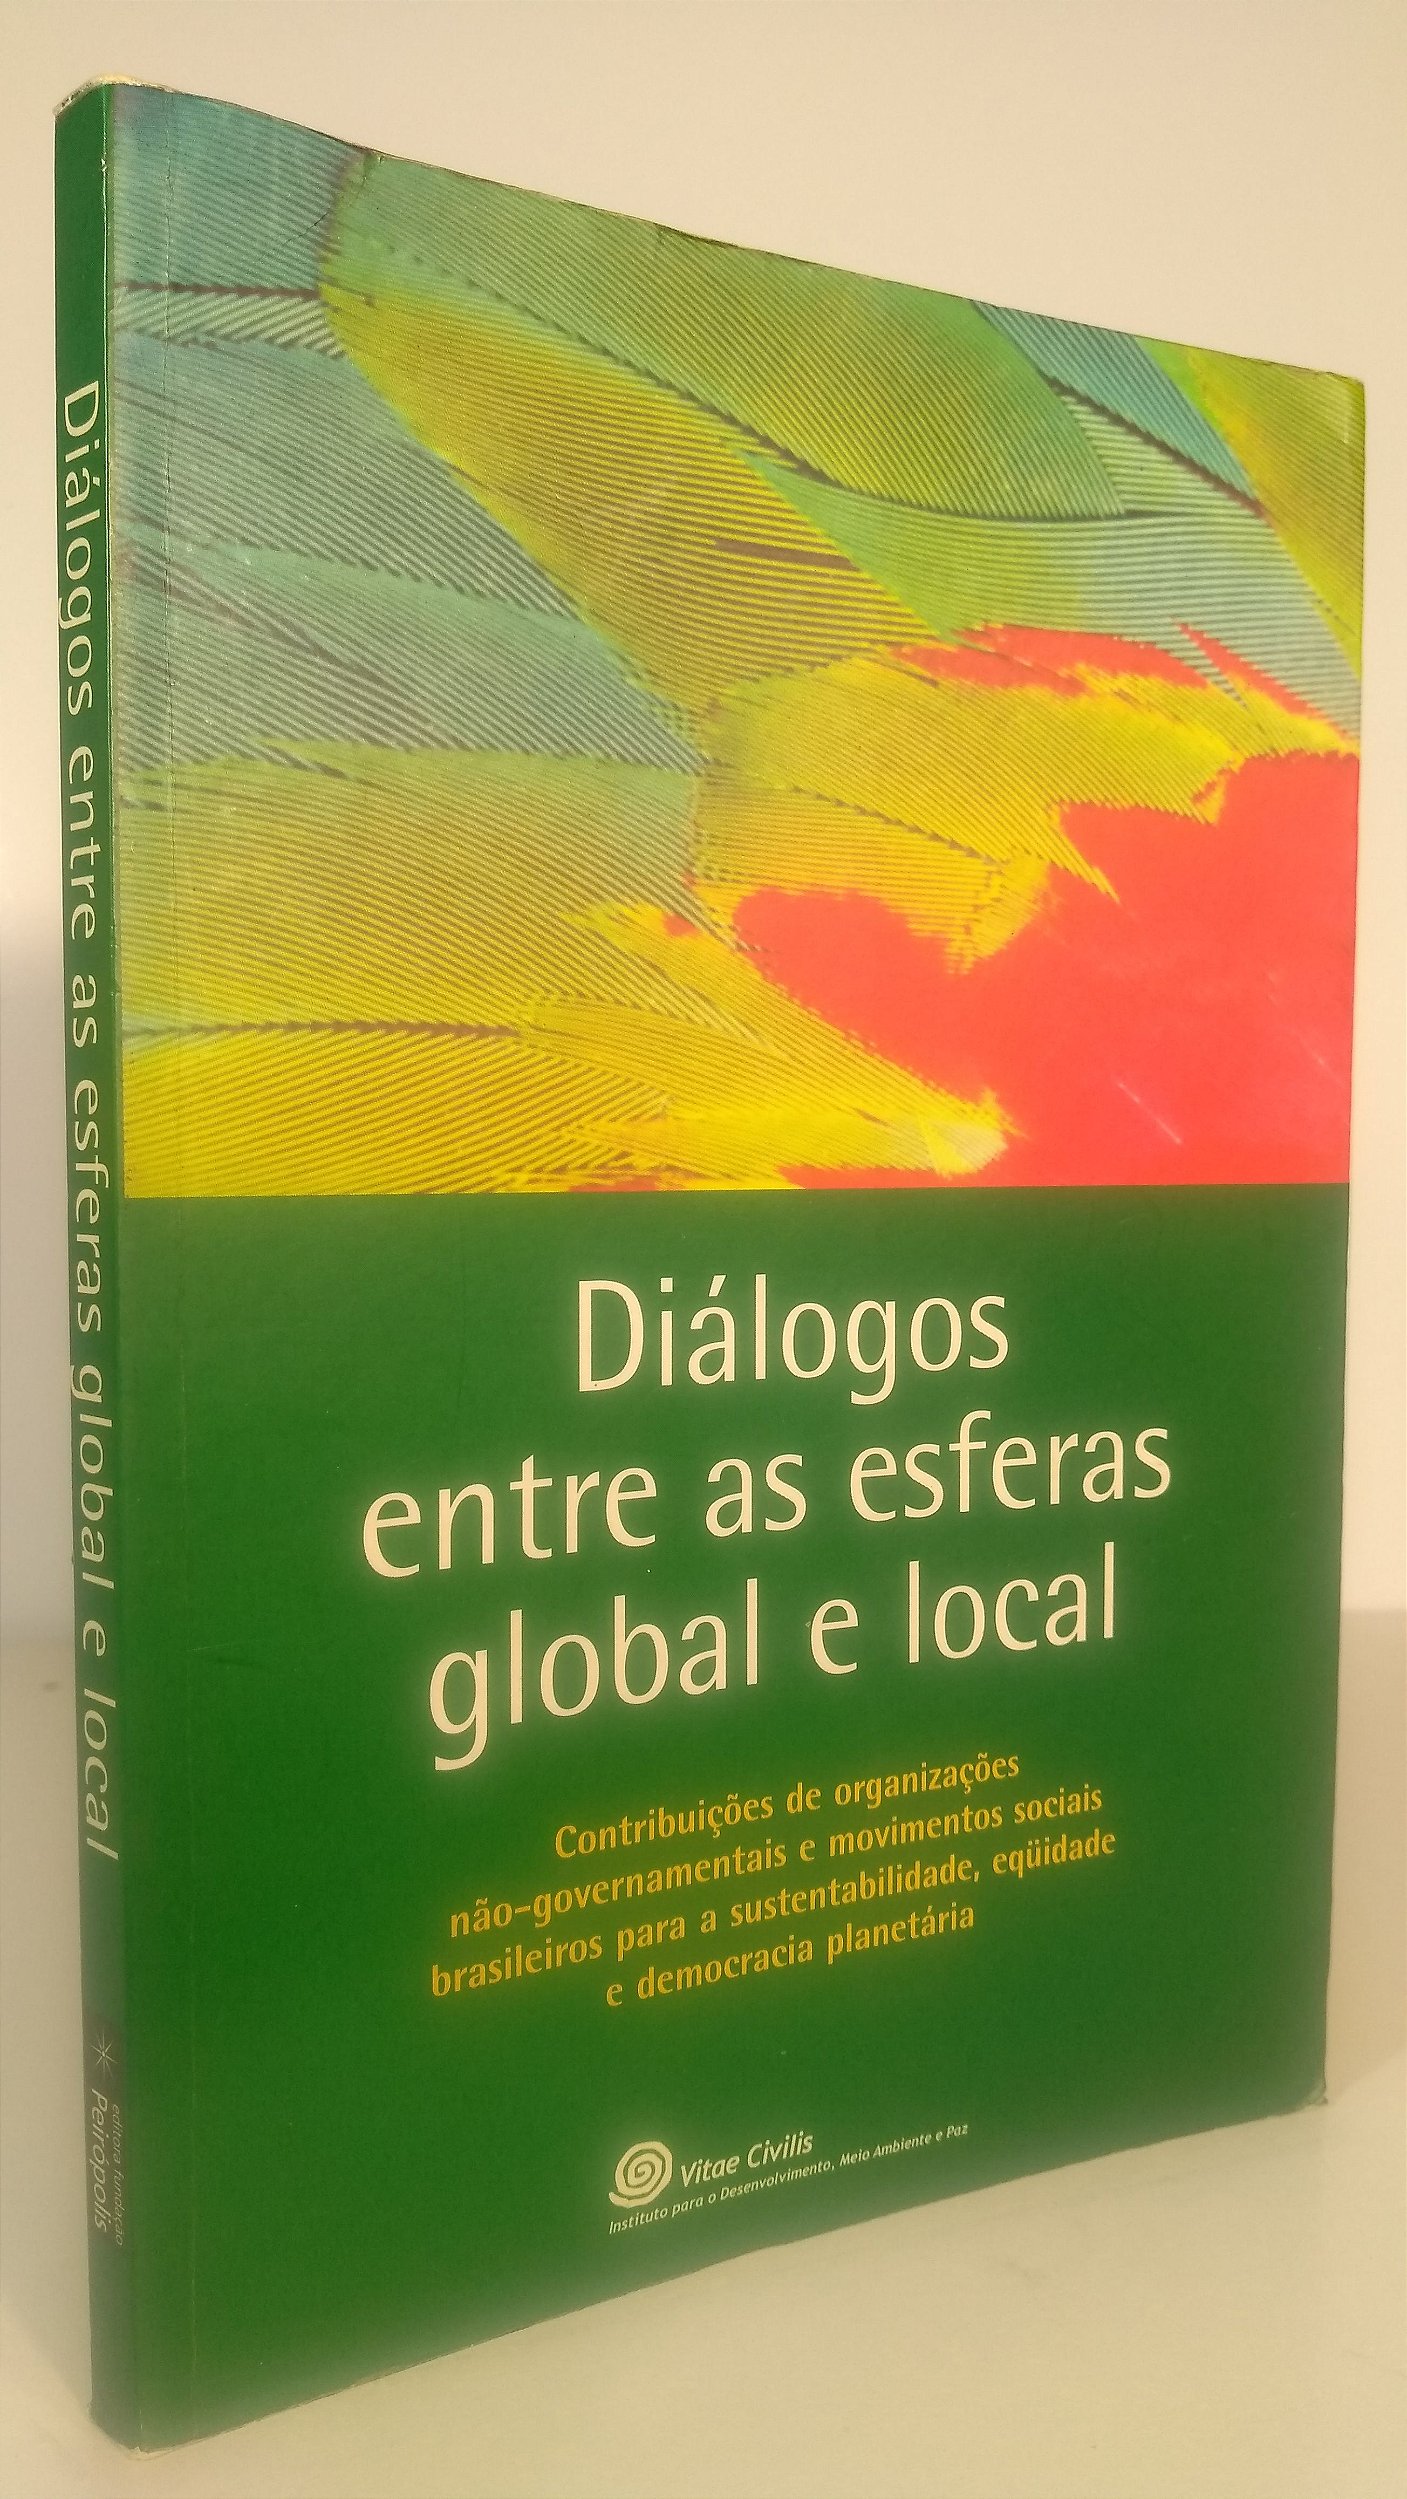 Diálogos entre as esferas global e local
editora fundação
Peirópolis
Diálogos
entre as esferas
global e local
Contribuições de organizações
não-governamentais e movimentos sociais
brasileiros para a sustentabilidade, eqüidade
e democracia planetária
Vitae Civilis
Instituto para o Desenvolvimento, Meio Ambiente e Paz